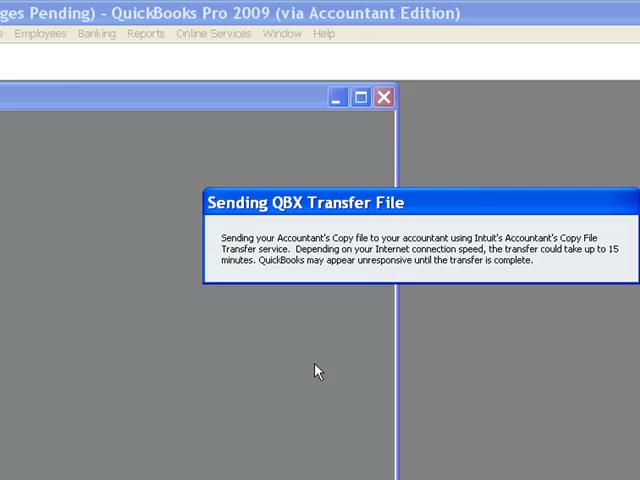 ges Pending) - QuickBooks Pro 2009 (via Accountant Edition)
s Employees Banking Reports Online Services Window Help
Sending QBX Transfer File
Sending your Accountant's Copy file to your accountant using Intuit's Accountant's Copy File
Transfer service. Depending on your Internet connection speed, the transfer could take up to 15
minutes. QuickBooks may appear unresponsive until the transfer is complete.